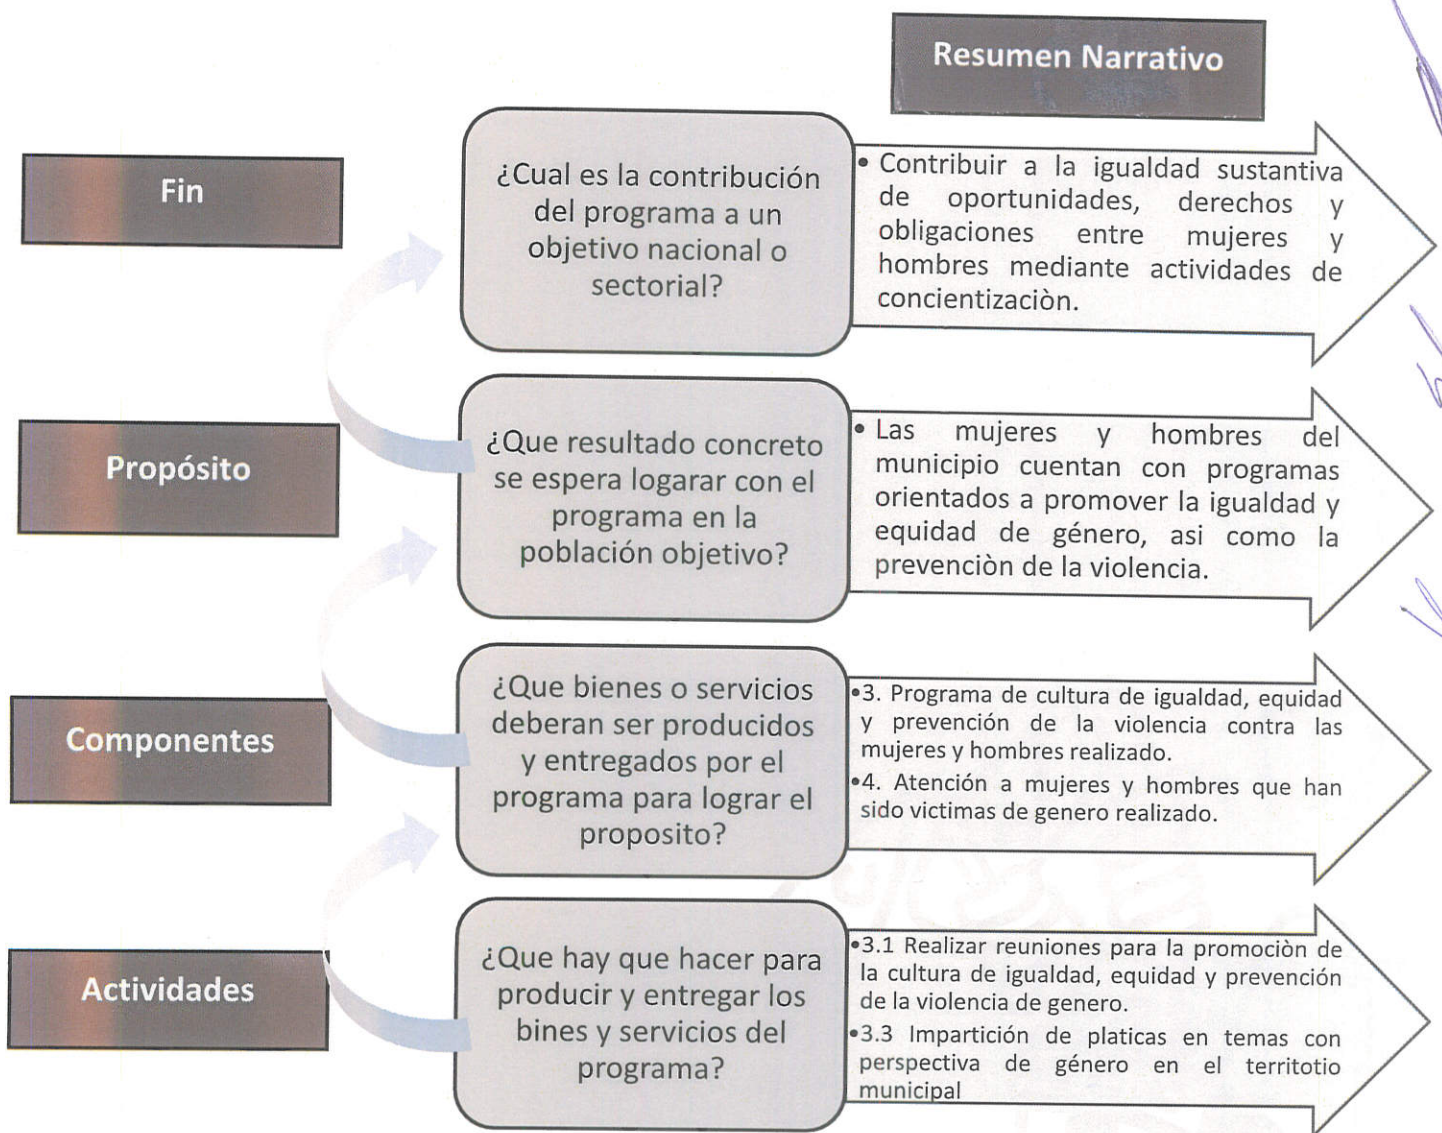 Resumen Narrativo
Fin
¿Cual es la contribución
del programa a un
objetivo nacional o
sectorial?
• Contribuir a la igualdad sustantiva
de oportunidades, derechos y
obligaciones entre mujeres y
hombres mediante actividades de
concientizaciòn.
Propósito
¿Que resultado concreto
se espera logarar con el
programa en la
población objetivo?
• Las mujeres y hombres del
municipio cuentan con programas
orientados a promover la igualdad y
equidad de género, asi como la
prevenciòn de la violencia.
Componentes
¿Que bienes o servicios
deberan ser producidos
y entregados por el
programa para lograr el
proposito?
•3. Programa de cultura de igualdad, equidad
y prevención de la violencia contra las
mujeres y hombres realizado.
•4. Atención a mujeres y hombres que han
sido victimas de genero realizado.
Actividades
¿Que hay que hacer para
producir y entregar los
bines y servicios del
programa?
•3.1 Realizar reuniones para la promociòn de
la cultura de igualdad, equidad y prevención
de la violencia de genero.
•3.3 Impartición de platicas en temas con
perspectiva de género en el territotio
municipal